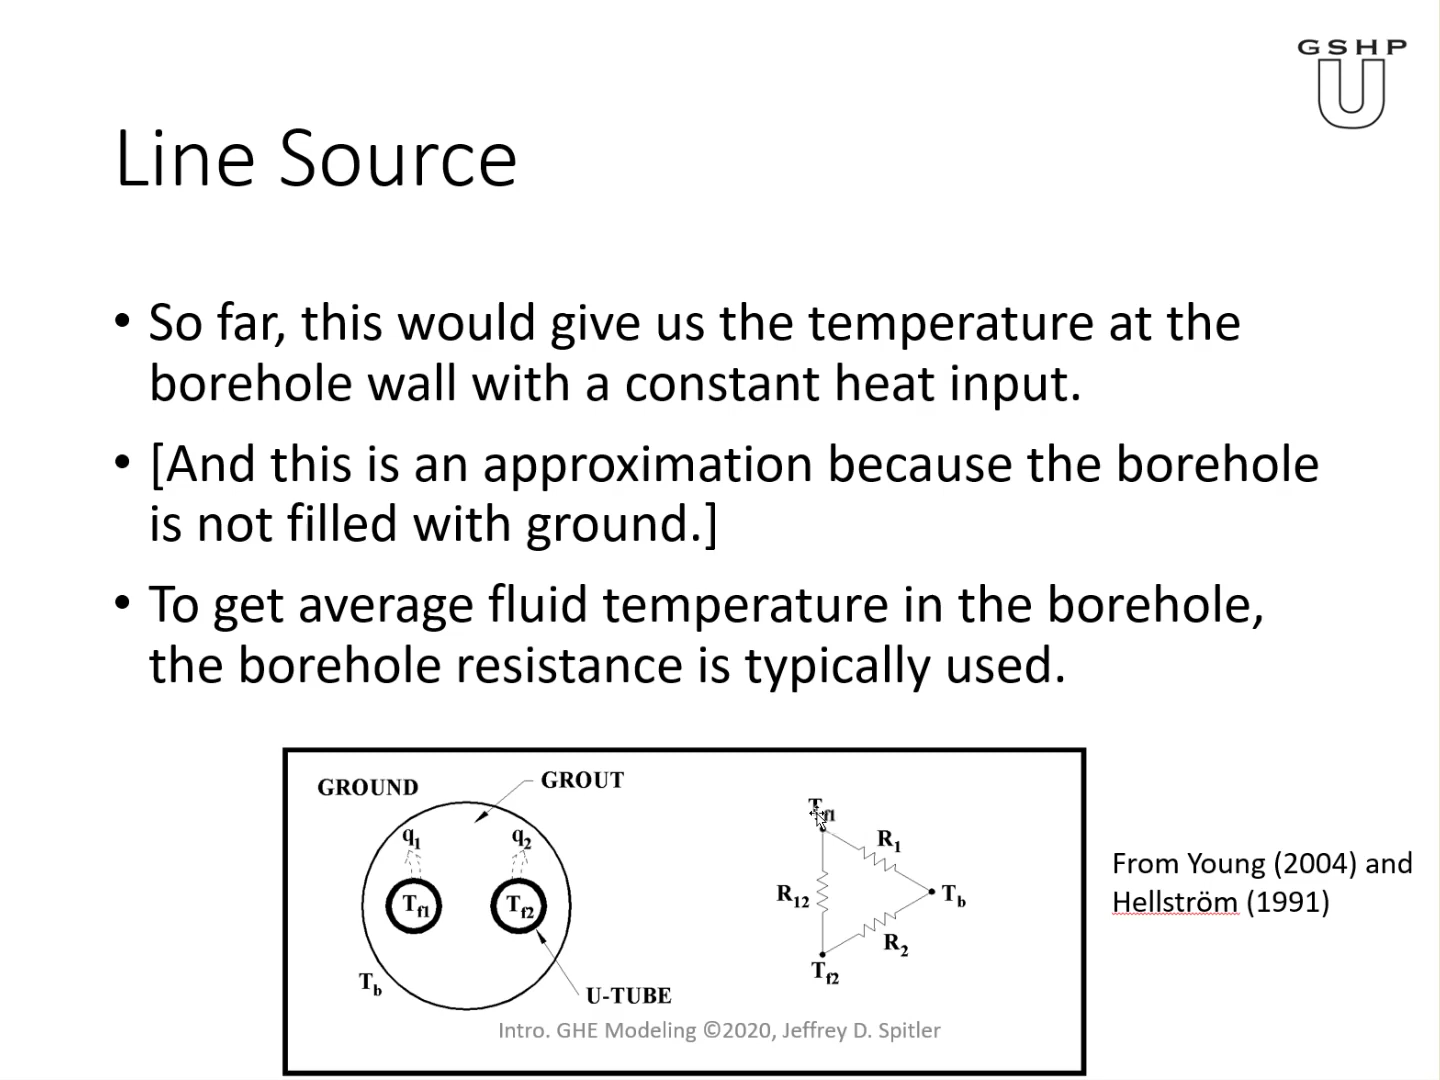 GSHP
U
Line Source
• So far, this would give us the temperature at the
borehole wall with a constant heat input.
• [And this is an approximation because the borehole
is not filled with ground.]
• To get average fluid temperature in the borehole,
the borehole resistance is typically used.
GROUND
GROUT
q1
q2
Tf1
Tf2
Tb
U-TUBE
Tf1
R1
R12
Tb
R2
Tf2
From Young (2004) and
Hellström (1991)
Intro. GHE Modeling ©2020, Jeffrey D. Spitler